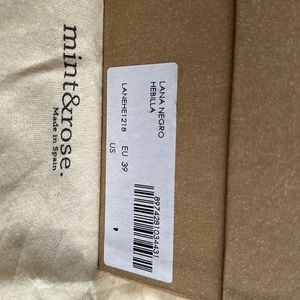 mint&rose.
Made in Spain
LANA NEGRO
HEBILLA
LANEHE1218 EU 39
US
8974281034431